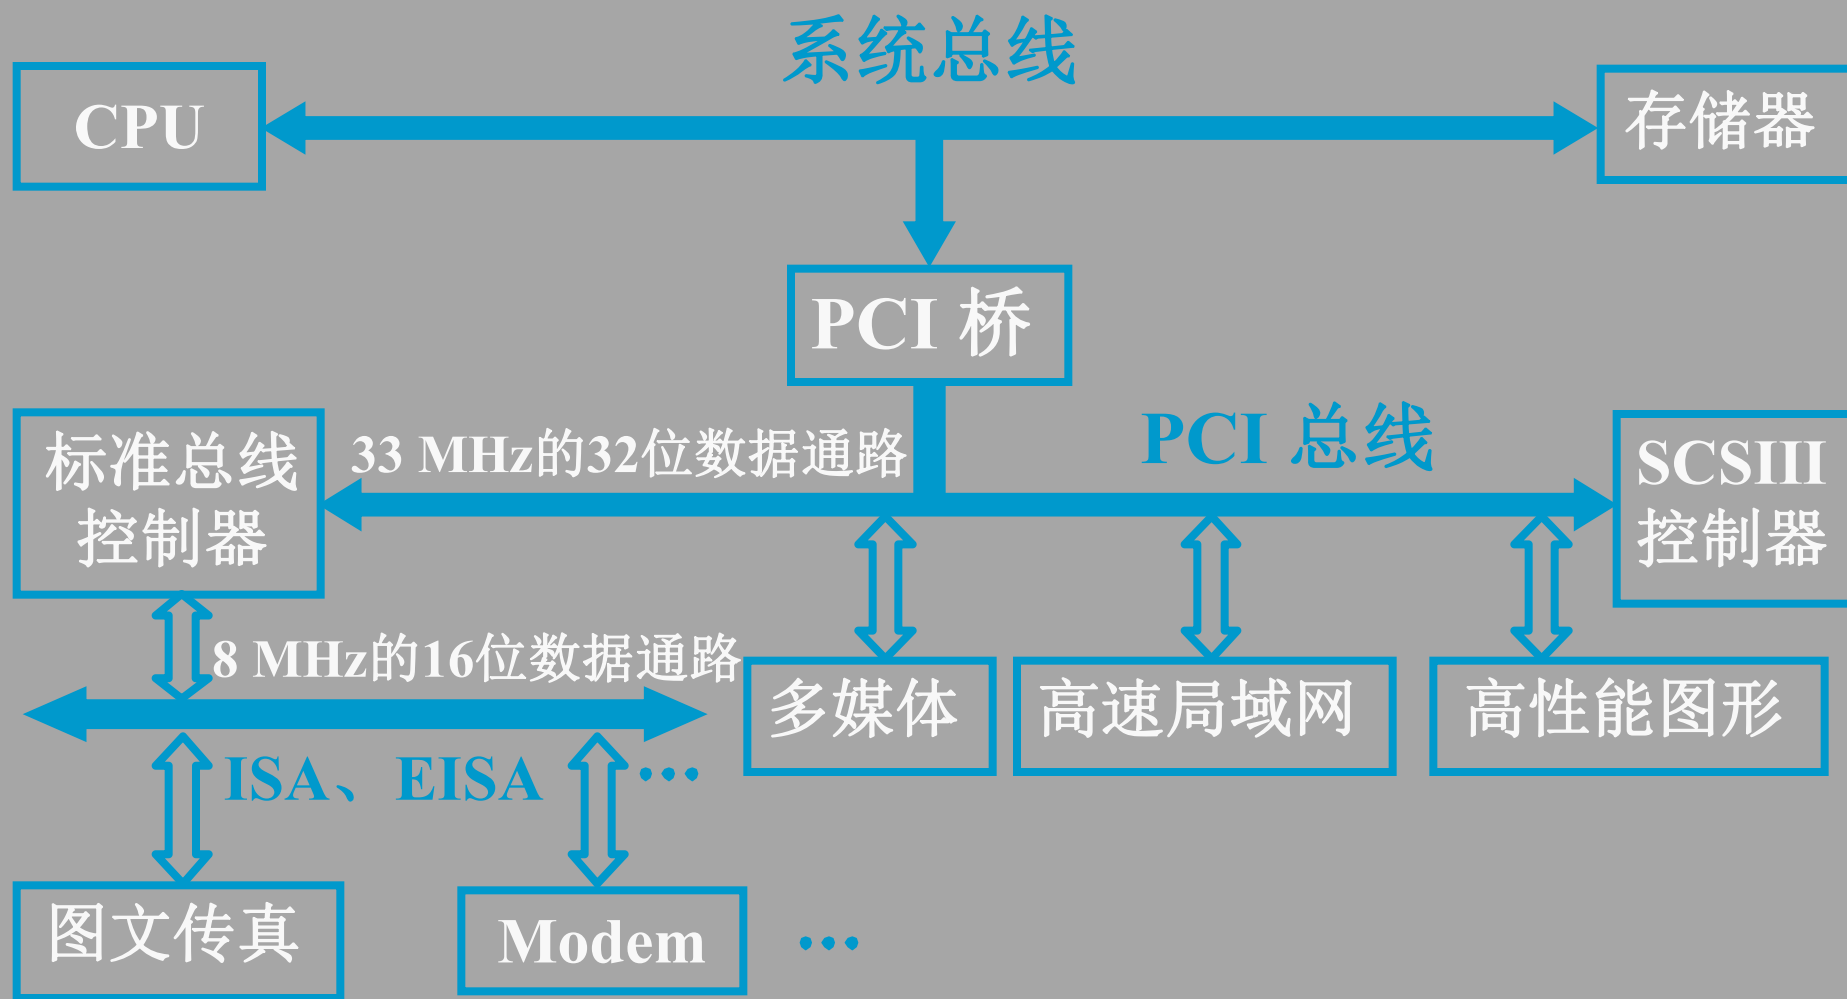 系统总线
CPU
存储器
PCI 桥
PCI 总线
标准总线
控制器
33 MHz的32位数据通路
SCSIII
控制器
8 MHz的16位数据通路
多媒体
高速局域网
高性能图形
ISA、EISA
…
图文传真
Modem
…